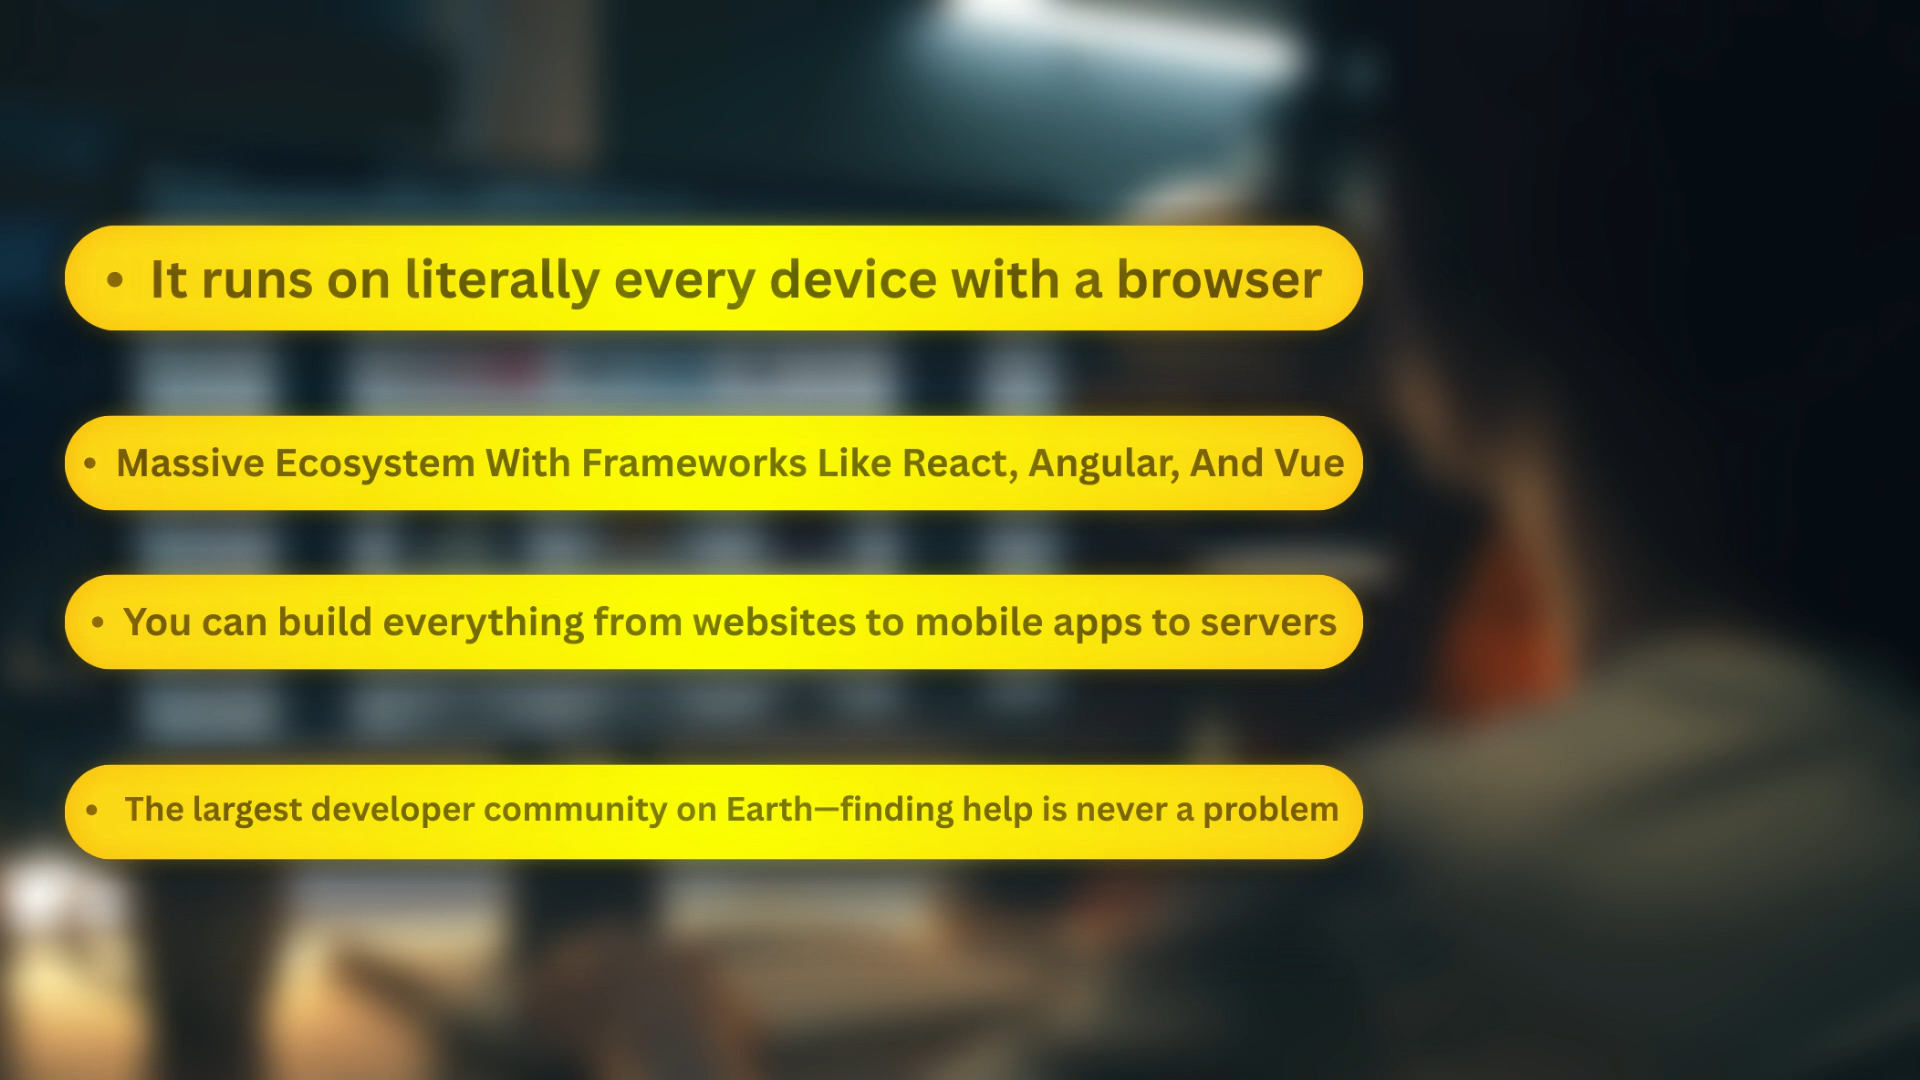 • It runs on literally every device with a browser
• Massive Ecosystem With Frameworks Like React, Angular, And Vue
• You can build everything from websites to mobile apps to servers
• The largest developer community on Earth—finding help is never a problem